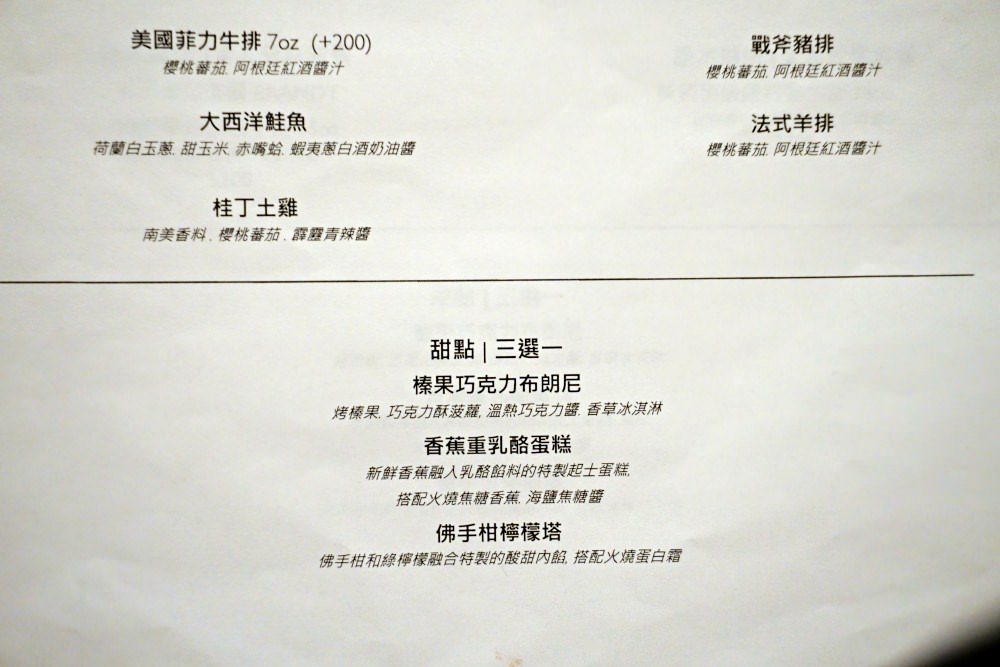 美國菲力牛排 7oz (+200)
櫻桃蕃茄, 阿根廷紅酒醬汁
大西洋鮭魚
荷蘭白玉蔥, 甜玉米, 赤嘴蛤, 蝦夷蔥白酒奶油醬
桂丁土雞
南美香料 , 櫻桃蕃茄 , 霹靂青辣醬
戰斧豬排
櫻桃蕃茄, 阿根廷紅酒醬汁
法式羊排
櫻桃蕃茄, 阿根廷紅酒醬汁
甜點 | 三選一
榛果巧克力布朗尼
烤榛果, 巧克力酥菠蘿, 溫熱巧克力醬, 香草冰淇淋
香蕉重乳酪蛋糕
新鮮香蕉融入乳酪餡料的特製起士蛋糕,
搭配火燒焦糖香蕉, 海鹽焦糖醬
佛手柑檸檬塔
佛手柑和綠檸檬融合特製的酸甜內餡, 搭配火燒蛋白霜